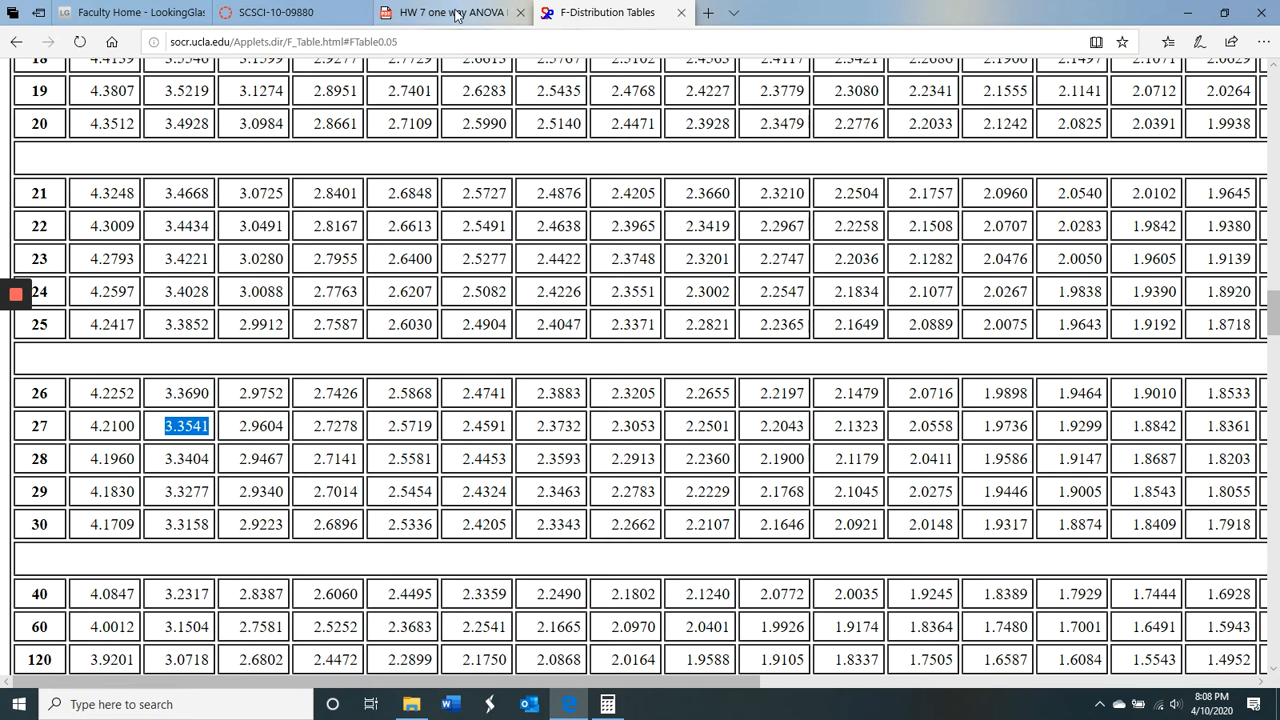 Faculty Home - LookingGlas SCSCI-10-09880 HW 7 one way ANOVA F-Distribution Tables
socr.ucla.edu/Applets.dir/F_Table.html#FTable0.05
19 4.3807 3.5219 3.1274 2.8951 2.7401 2.6283 2.5435 2.4768 2.4227 2.3779 2.3080 2.2341 2.1555 2.1141 2.0712 2.0264
20 4.3512 3.4928 3.0984 2.8661 2.7109 2.5990 2.5140 2.4471 2.3928 2.3479 2.2776 2.2033 2.1242 2.0825 2.0391 1.9938
21 4.3248 3.4668 3.0725 2.8401 2.6848 2.5727 2.4876 2.4205 2.3660 2.3210 2.2504 2.1757 2.0960 2.0540 2.0102 1.9645
22 4.3009 3.4434 3.0491 2.8167 2.6613 2.5491 2.4638 2.3965 2.3419 2.2967 2.2258 2.1508 2.0707 2.0283 1.9842 1.9380
23 4.2793 3.4221 3.0280 2.7955 2.6400 2.5277 2.4422 2.3748 2.3201 2.2747 2.2036 2.1282 2.0476 2.0050 1.9605 1.9139
24 4.2597 3.4028 3.0088 2.7763 2.6207 2.5082 2.4226 2.3551 2.3002 2.2547 2.1834 2.1077 2.0267 1.9838 1.9390 1.8920
25 4.2417 3.3852 2.9912 2.7587 2.6030 2.4904 2.4047 2.3371 2.2821 2.2365 2.1649 2.0889 2.0075 1.9643 1.9192 1.8718
26 4.2252 3.3690 2.9752 2.7426 2.5868 2.4741 2.3883 2.3205 2.2655 2.2197 2.1479 2.0716 1.9898 1.9464 1.9010 1.8533
27 4.2100 3.3541 2.9604 2.7278 2.5719 2.4591 2.3732 2.3053 2.2501 2.2043 2.1323 2.0558 1.9736 1.9299 1.8842 1.8361
28 4.1960 3.3404 2.9467 2.7141 2.5581 2.4453 2.3593 2.2913 2.2360 2.1900 2.1179 2.0411 1.9586 1.9147 1.8687 1.8203
29 4.1830 3.3277 2.9340 2.7014 2.5454 2.4324 2.3463 2.2783 2.2229 2.1768 2.1045 2.0275 1.9446 1.9005 1.8543 1.8055
30 4.1709 3.3158 2.9223 2.6896 2.5336 2.4205 2.3343 2.2662 2.2107 2.1646 2.0921 2.0148 1.9317 1.8874 1.8409 1.7918
40 4.0847 3.2317 2.8387 2.6060 2.4495 2.3359 2.2490 2.1802 2.1240 2.0772 2.0035 1.9245 1.8389 1.7929 1.7444 1.6928
60 4.0012 3.1504 2.7581 2.5252 2.3683 2.2541 2.1665 2.0970 2.0401 1.9926 1.9174 1.8364 1.7480 1.7001 1.6491 1.5943
120 3.9201 3.0718 2.6802 2.4472 2.2899 2.1750 2.0868 2.0164 1.9588 1.9105 1.8337 1.7505 1.6587 1.6084 1.5543 1.4952
Type here to search
8:08 PM
4/10/2020